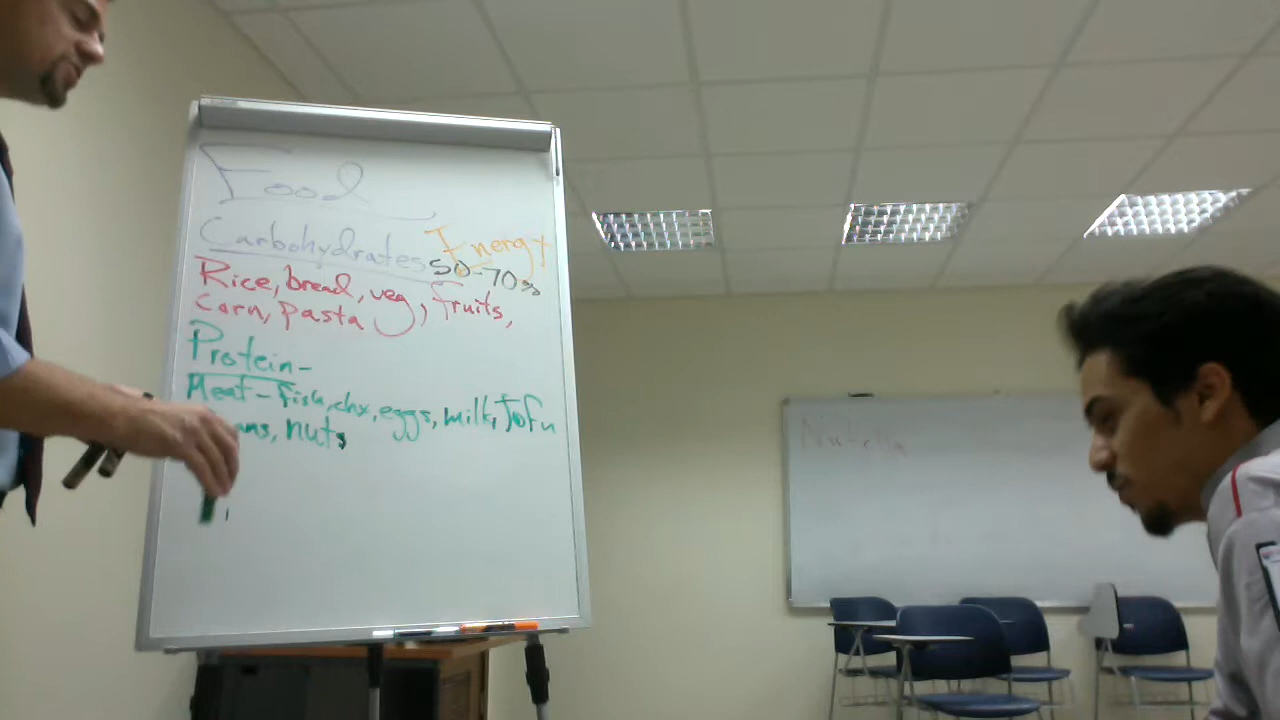 Food
Carbohydrates Energy
50-70%
Rice, bread, veg, fruits,
Corn, Pasta
Protein-
Meat-fish, chx, eggs, milk, Tofu
nuts
Nutella